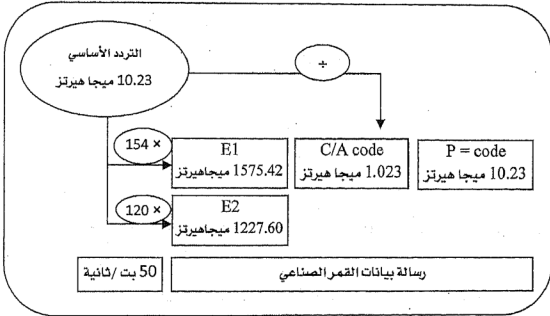 التردد الأساسي
10.23 ميجا هيرتز
÷
154 ×
E1
1575.42 ميجاهيرتز
C/A code
1.023 ميجا هيرتز
P = code
10.23 ميجا هيرتز
120 ×
E2
1227.60 ميجاهيرتز
50 بت /ثانية
رسالة بيانات القمر الصناعي